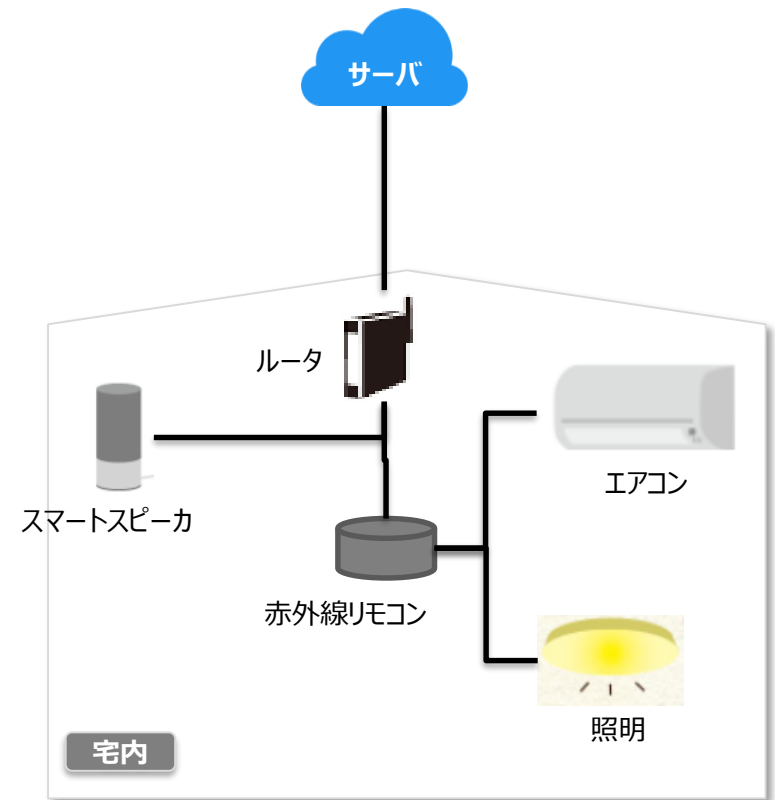 サーバ
ルータ
エアコン
スマートスピーカ
赤外線リモコン
照明
宅内